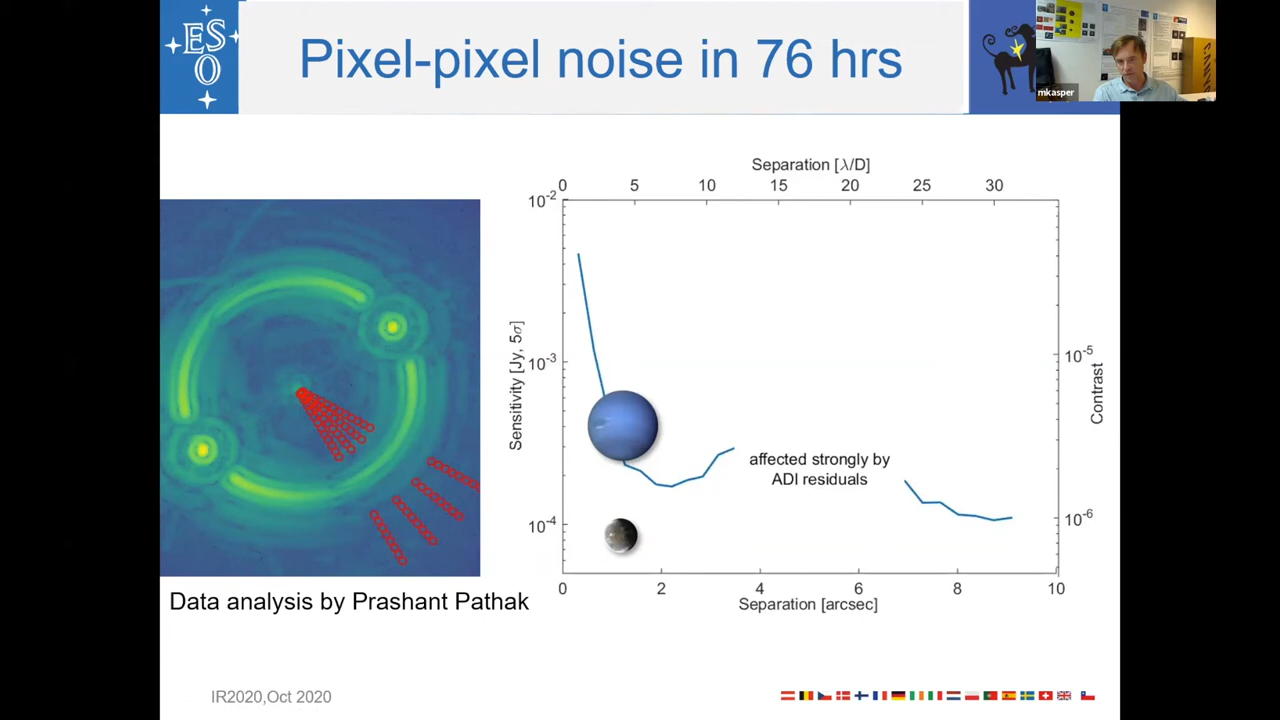 ES
O
Pixel-pixel noise in 76 hrs
mkasper
Separation [λ/D]
0 5 10 15 20 25 30
10-2
10-3
10-4
Sensitivity [Jy, 5σ]
affected strongly by
ADI residuals
10-5
10-6
Contrast
0 2 4 6 8 10
Separation [arcsec]
Data analysis by Prashant Pathak
IR2020,Oct 2020